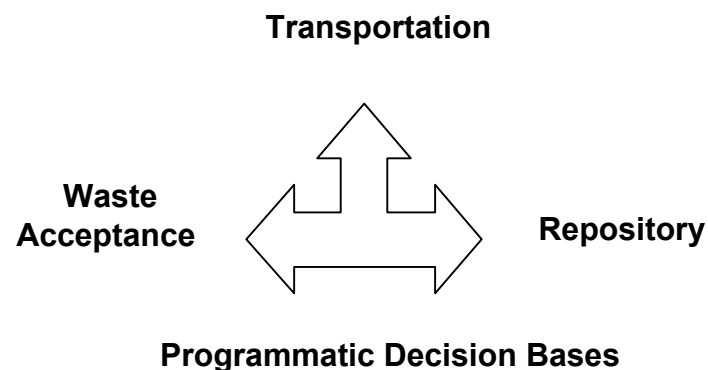 Transportation
Waste
Acceptance
Repository
Programmatic Decision Bases